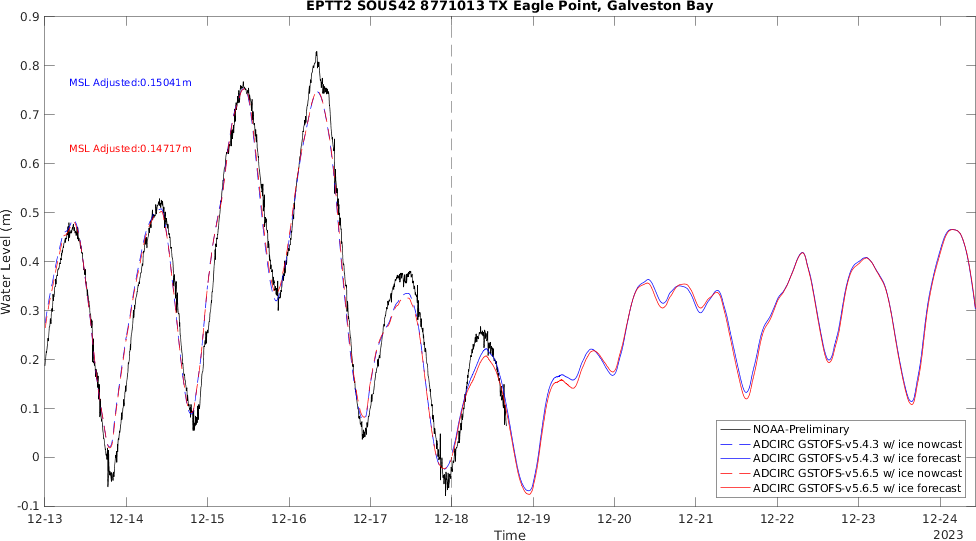 EPTT2 SOUS42 8771013 TX Eagle Point, Galveston Bay
0.9
0.8
0.7
0.6
0.5
0.4
0.3
0.2
0.1
0
-0.1
Water Level (m)
MSL Adjusted:0.15041m
MSL Adjusted:0.14717m
NOAA-Preliminary
ADCIRC GSTOFS-v5.4.3 w/ ice nowcast
ADCIRC GSTOFS-v5.4.3 w/ ice forecast
ADCIRC GSTOFS-v5.6.5 w/ ice nowcast
ADCIRC GSTOFS-v5.6.5 w/ ice forecast
12-13 12-14 12-15 12-16 12-17 12-18 12-19 12-20 12-21 12-22 12-23 12-24
Time
2023